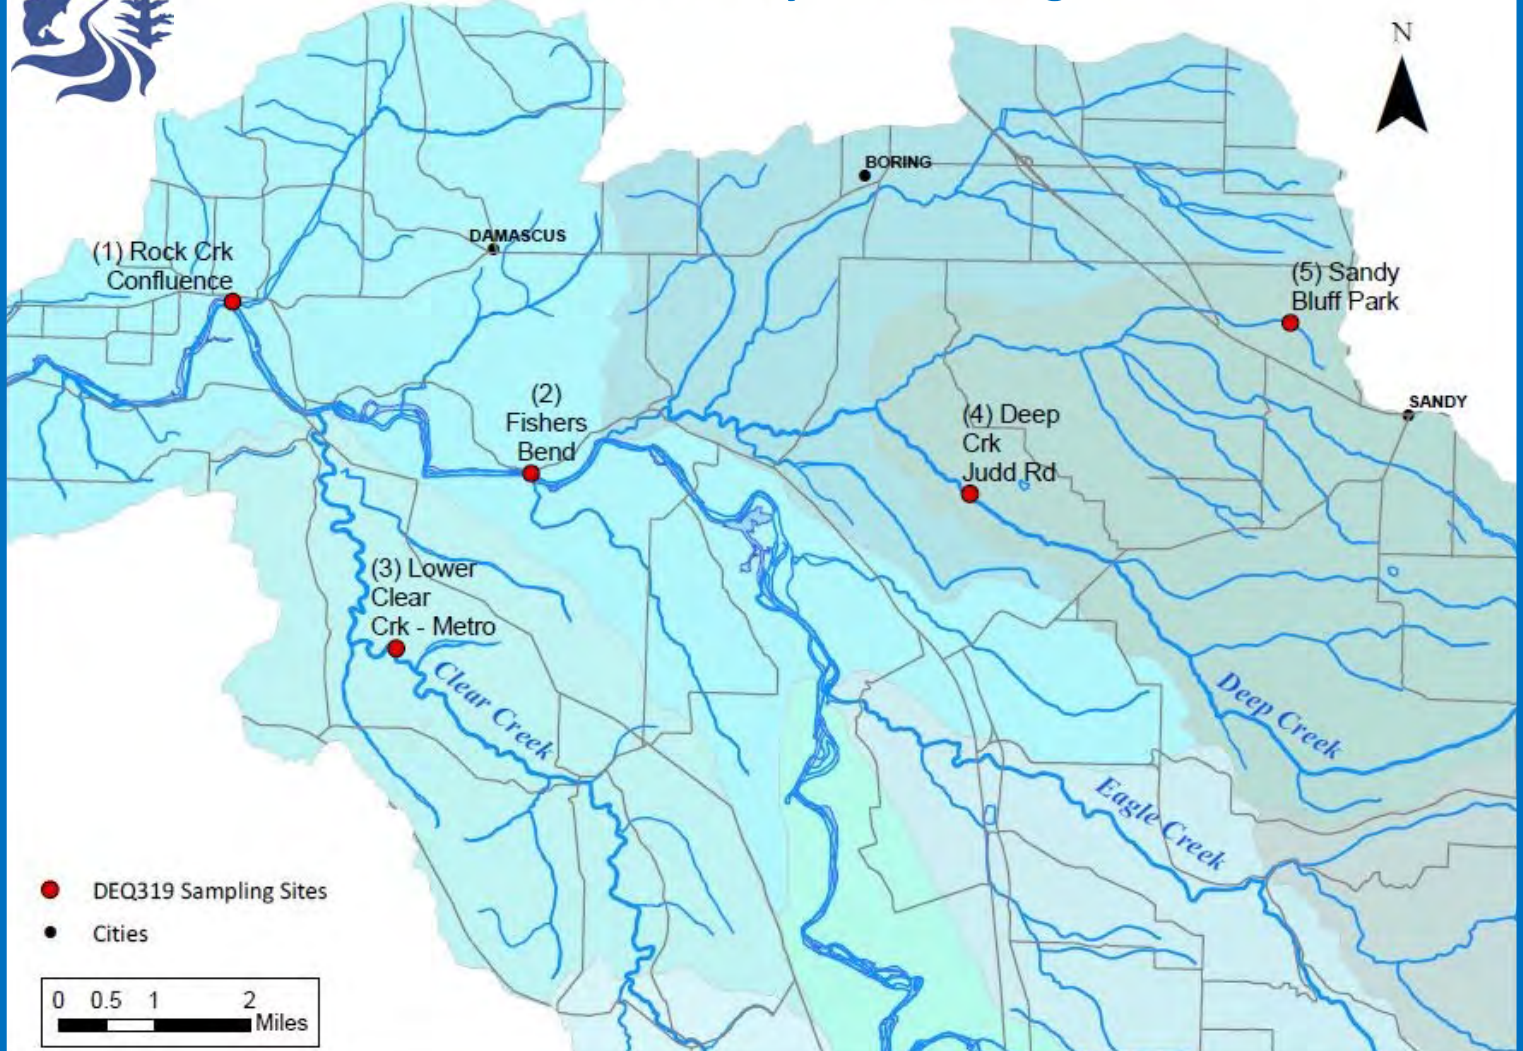 N
BORING
DAMASCUS
(1) Rock Crk
Confluence
(5) Sandy
Bluff Park
(2)
Fishers
Bend
SANDY
(4) Deep
Crk
Judd Rd
(3) Lower
Clear
Crk - Metro
Clear Creek
Deep Creek
Eagle Creek
DEQ319 Sampling Sites
Cities
0 0.5 1 2
Miles